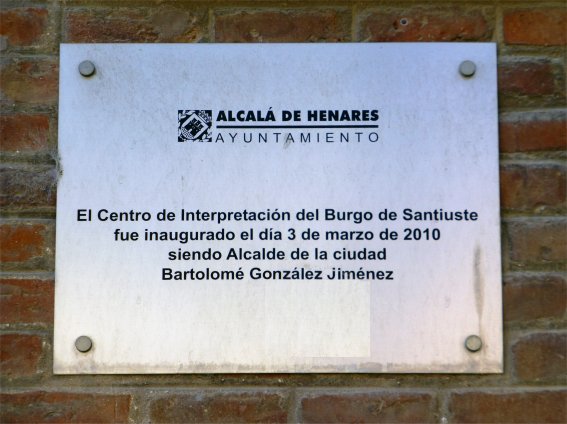 ALCALÁ DE HENARES
AYUNTAMIENTO
El Centro de Interpretación del Burgo de Santiuste
fue inaugurado el día 3 de marzo de 2010
siendo Alcalde de la ciudad
Bartolomé González Jiménez